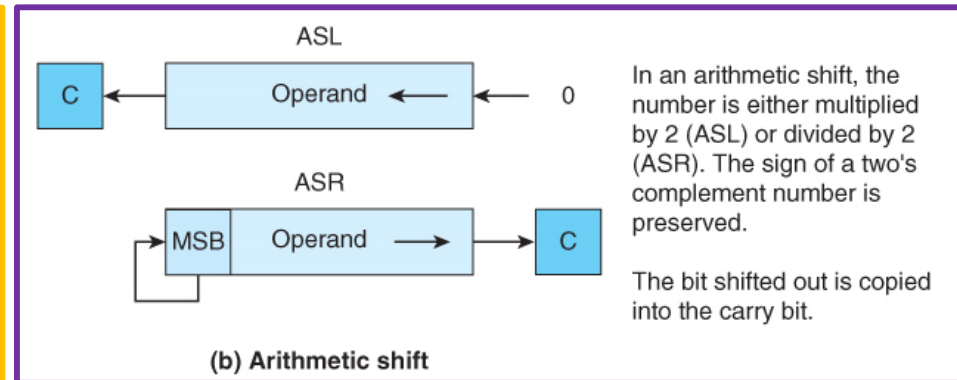 ASL
C
Operand
0
ASR
MSB
Operand
C
(b) Arithmetic shift
In an arithmetic shift, the
number is either multiplied
by 2 (ASL) or divided by 2
(ASR). The sign of a two's
complement number is
preserved.
The bit shifted out is copied
into the carry bit.